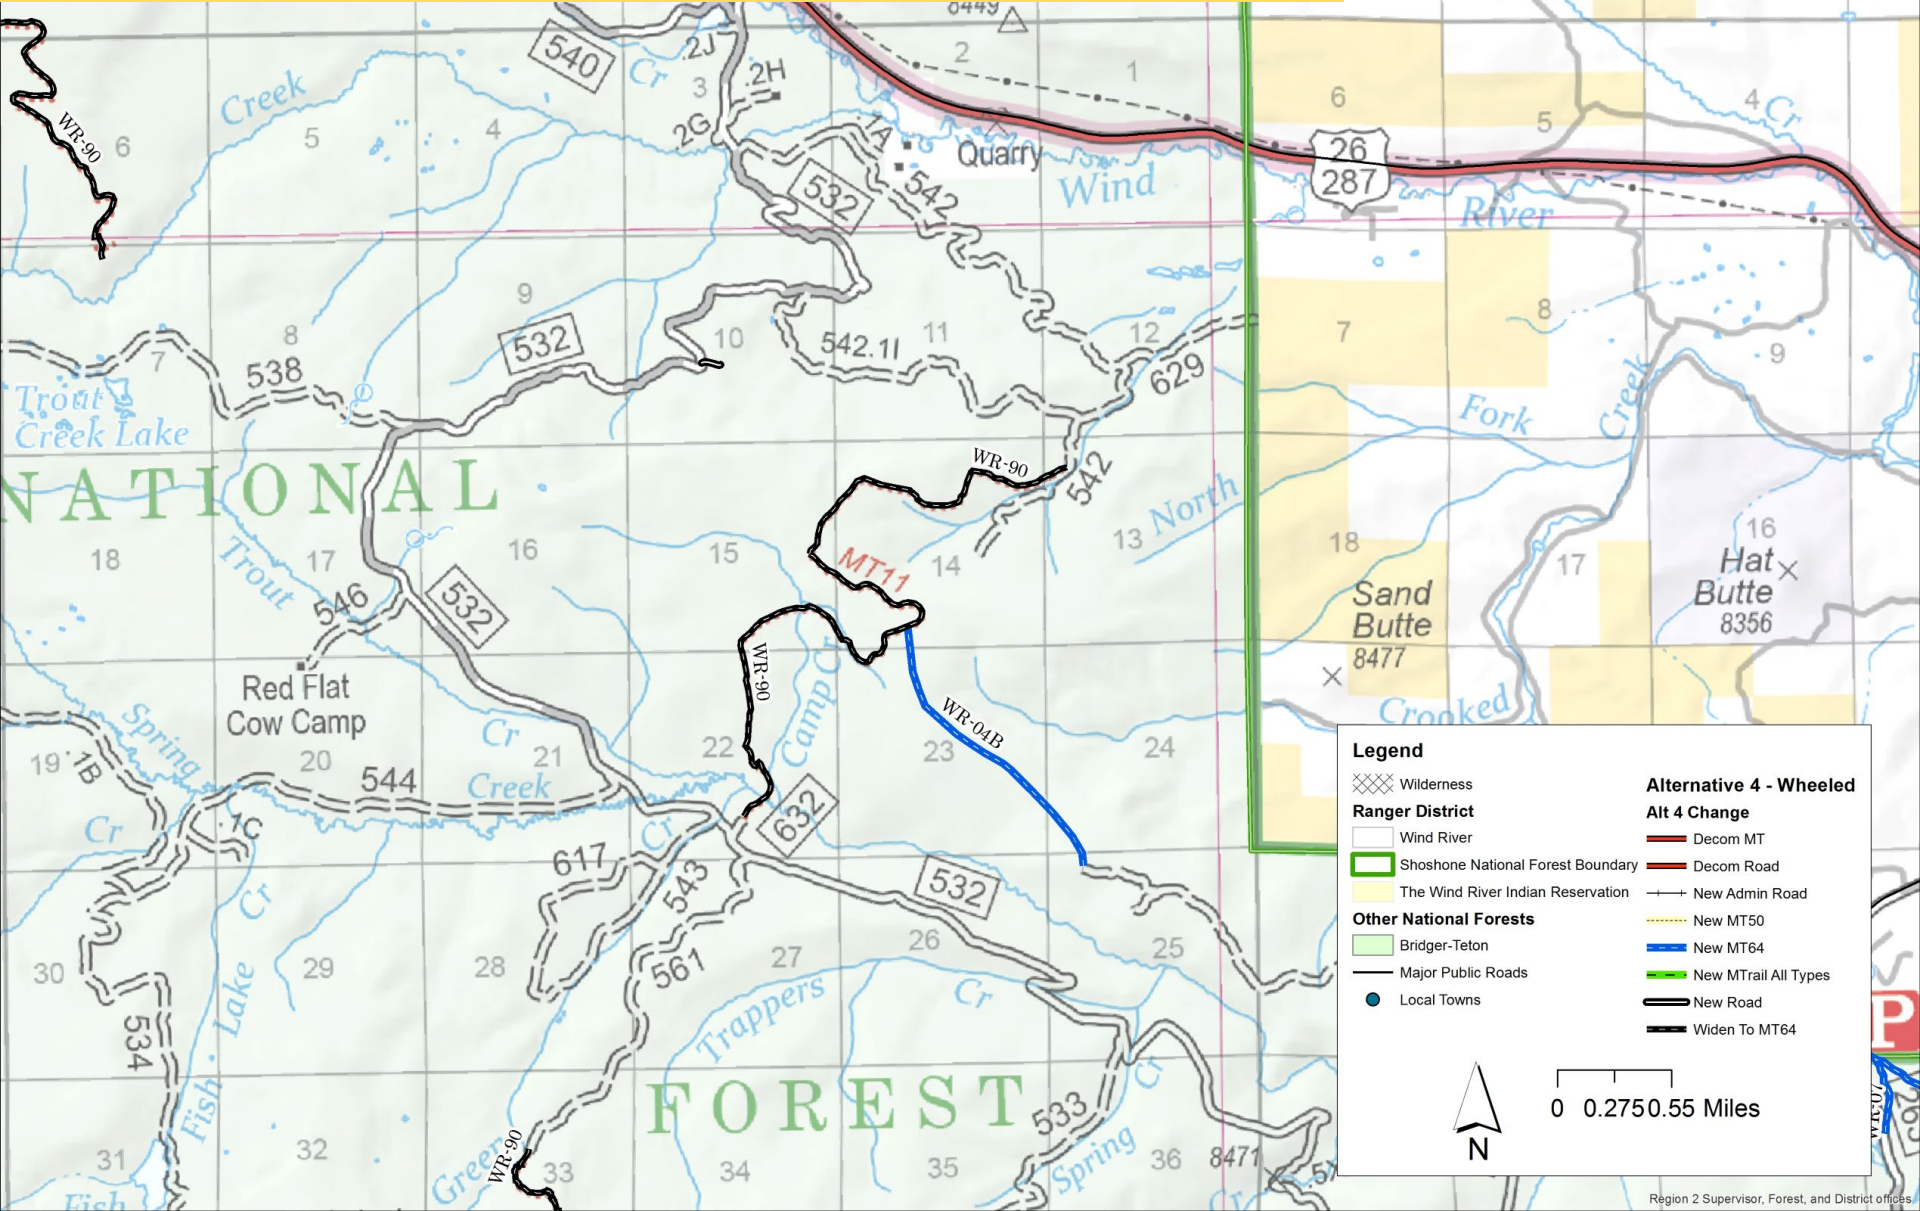 8449
2
1
6
5
4
Cr
540
.2J
Cr
3
.2H
2G
.1A
Quarry
Wind
26
287
River
WR-90
6
Creek
5
4
532
542
9
8
7
538
532
10
542.1I
11
12
629
7
8
9
Trout
Creek Lake
Fork
Creek
NATIONAL
WR-90
542
North
18
Trout
17
16
15
MT11
14
13
18
17
16
Hat
Butte
8356
Sand
Butte
8477
546
532
Red Flat
Cow Camp
WR-90
Camp Cr
WR-04B
Crooked
Spring
19
.1B
20
Cr
21
22
23
24
544
Creek
Cr
.1C
Cr
632
617
543
532
Cr
30
29
28
561
27
26
25
Lake
Trappers
Cr
534
Fish
FOREST
533
Cr
31
32
Green
WR-90
33
34
35
Spring
36
8471
Fish
Cr
Legend
Wilderness
Ranger District
Wind River
Shoshone National Forest Boundary
The Wind River Indian Reservation
Other National Forests
Bridger-Teton
Major Public Roads
Local Towns
Alternative 4 - Wheeled
Alt 4 Change
Decom MT
Decom Road
New Admin Road
New MT50
New MT64
New MTrail All Types
New Road
Widen To MT64
0 0.275 0.55 Miles
N
P
263
Region 2 Supervisor, Forest, and District offices